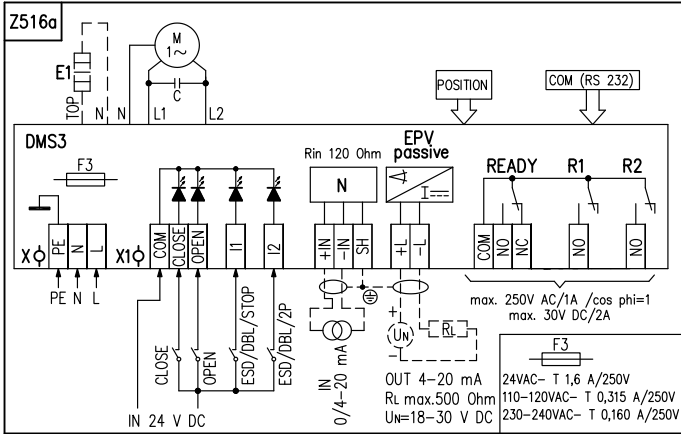 Z516a
E1
TOP
N
N
M
1~
C
L1
L2
POSITION
COM (RS 232)
DMS3
F3
Rin 120 Ohm
N
EPV
passive
I
READY
R1
R2
X
PE
N
L
X1
COM
CLOSE
OPEN
I1
I2
+IN
-IN
SH
+L
-L
COM
NO
NC
NO
NO
PE N L
CLOSE
OPEN
ESD/DBL/STOP
ESD/DBL/2P
IN 24 V DC
IN
0/4-20 mA
+
UN
-
RL
OUT 4-20 mA
RL max.500 Ohm
UN=18-30 V DC
max. 250V AC/1A /cos phi=1
max. 30V DC/2A
F3
24VAC- T 1,6 A/250V
110-120VAC- T 0,315 A/250V
230-240VAC- T 0,160 A/250V